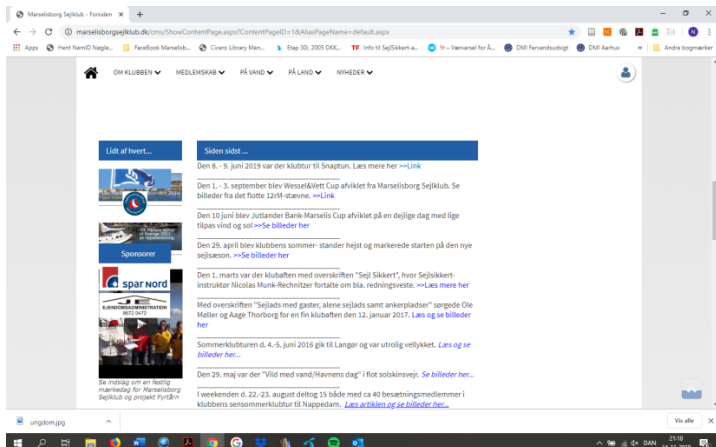 Marselisborg Sejlklub - Forsiden
marselisborgsejlklub.dk/cms/ShowContentPage.aspx?ContentPageID=1&AliasPageName=default.aspx
Apps
Hent NemID Nøgle...
FaceBook Marselisb...
Cicero Library Man...
Etap 30i, 2005 DKK...
TF Info til SejlSikkert-a...
Yr – Værvarsel for Å...
DMI Farvandsudsigt
DMI Aarhus
Andre bogmærker
OM KLUBBEN
MEDLEMSKAB
PÅ VAND
PÅ LAND
NYHEDER
Lidt af hvert...
Sponsorer
Spar Nord
JE
EJENDOMSADMINISTRATION
8672 0472
Se indslag om en festlig
mærkedag for Marselisborg
Sejlklub og projekt Fyrtårn
Siden sidst ...
Den 8. - 9. juni 2019 var der klubtur til Snaptun. Læs mere her >>Link
Den 1. - 3. september blev Wessel&Vett Cup afviklet fra Marselisborg Sejlklub. Se
billeder fra det flotte 12rM-stævne. >>Link
Den 10 juni blev Jutlander Bank-Marselis Cup afviklet på en dejlige dag med lige
tilpas vind og sol >>Se billeder her
Den 29. april blev klubbens sommer- stander hejst og markerede starten på den nye
sejlsæson. >>Se billeder her
Den 1. marts var der klubaften med overskriften "Sejl Sikkert", hvor Sejlsikkert-
instruktør Nicolas Munk-Rechnitzer fortalte om bla. redningsveste. >>Læs mere her
Med overskriften "Sejlads med gaster, alene sejlads samt ankerpladser" sørgede Ole
Møller og Aage Thorborg for en fin klubaften den 12. januar 2017. Læs og se billeder
her
Sommerklubturen d. 4.-5. juni 2016 gik til Langør og var utrolig vellykket. Læs og se
billeder her...
Den 29. maj var der "Vild med vand/Havnens dag" i flot solskinsvejr. Se billeder her...
I weekenden d. 22.-23. august deltog 15 både med ca 40 besætningsmedlemmer i
klubbens sensommerklubtur til Nappedam. Læs artiklen og se billeder her...
ungdom.jpg
Vis alle
DAN
21:18